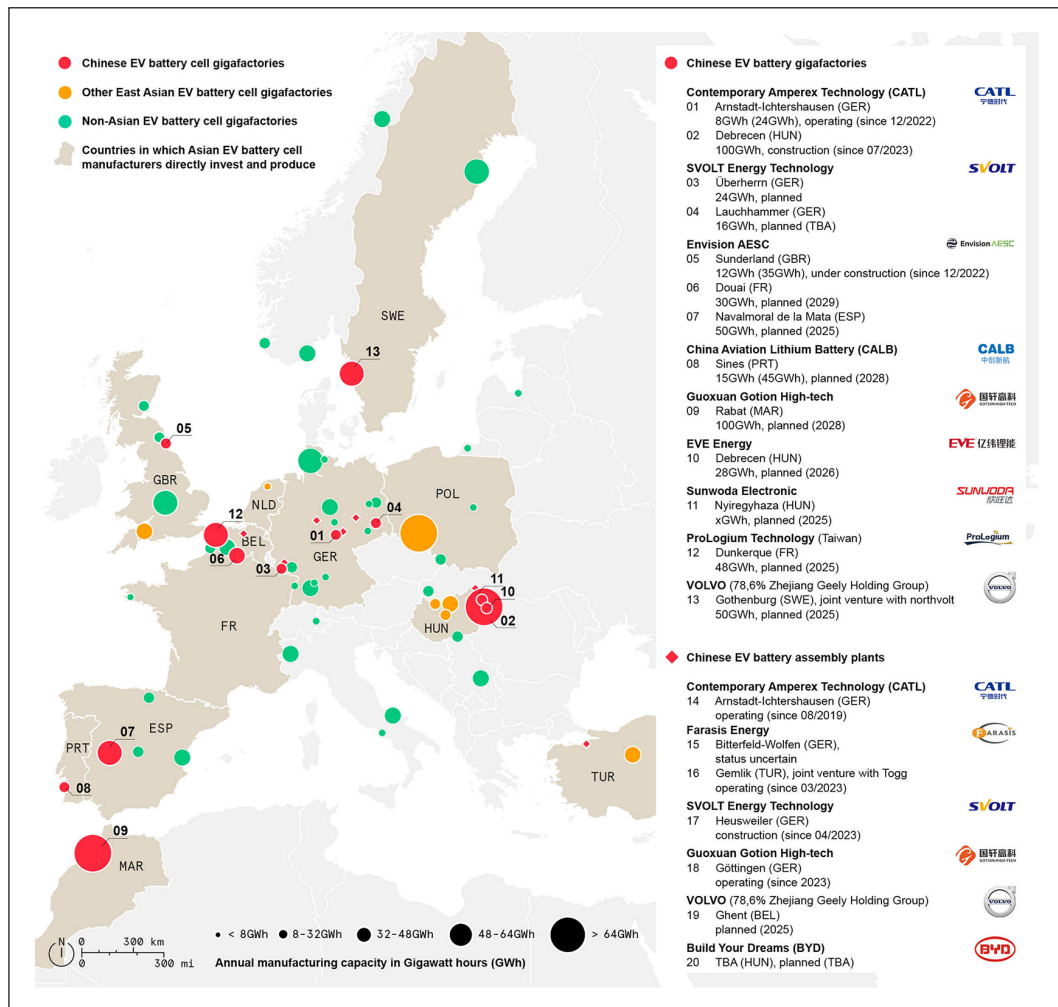 Chinese EV battery cell gigafactories
Other East Asian EV battery cell gigafactories
Non-Asian EV battery cell gigafactories
Countries in which Asian EV battery cell
manufacturers directly invest and produce
SWE
13
05
GBR
12
NLD
BEL
06
03
01
GER
04
POL
FR
11
10
02
HUN
07
ESP
PRT
08
TUR
09
MAR
N
0 300 km
0 300 mi
< 8GWh
8–32GWh
32-48GWh
48-64GWh
> 64GWh
Annual manufacturing capacity in Gigawatt hours (GWh)
Chinese EV battery gigafactories
Contemporary Amperex Technology (CATL)
CATL
宁德时代
01 Arnstadt-Ichtershausen (GER)
8GWh (24GWh), operating (since 12/2022)
02 Debrecen (HUN)
100GWh, construction (since 07/2023)
SVOLT Energy Technology
SVOLT
03 Überherrn (GER)
24GWh, planned
04 Lauchhammer (GER)
16GWh, planned (TBA)
Envision AESC
Envision AESC
05 Sunderland (GBR)
12GWh (35GWh), under construction (since 12/2022)
06 Douai (FR)
30GWh, planned (2029)
07 Navalmoral de la Mata (ESP)
50GWh, planned (2025)
China Aviation Lithium Battery (CALB)
CALB
中创新航
08 Sines (PRT)
15GWh (45GWh), planned (2028)
Guoxuan Gotion High-tech
国轩高科
GOTION HIGH-TECH
09 Rabat (MAR)
100GWh, planned (2028)
EVE Energy
EVE 亿纬锂能
10 Debrecen (HUN)
28GWh, planned (2026)
Sunwoda Electronic
SUNWODA
欣旺达
11 Nyiregyhaza (HUN)
xGWh, planned (2025)
ProLogium Technology (Taiwan)
ProLogium
12 Dunkerque (FR)
48GWh, planned (2025)
VOLVO (78,6% Zhejiang Geely Holding Group)
VOLVO
13 Gothenburg (SWE), joint venture with northvolt
50GWh, planned (2025)
Chinese EV battery assembly plants
Contemporary Amperex Technology (CATL)
CATL
宁德时代
14 Arnstadt-Ichtershausen (GER)
operating (since 08/2019)
Farasis Energy
FARASIS
15 Bitterfeld-Wolfen (GER),
status uncertain
16 Gemlik (TUR), joint venture with Togg
operating (since 03/2023)
SVOLT Energy Technology
SVOLT
17 Heusweiler (GER)
construction (since 04/2023)
Guoxuan Gotion High-tech
国轩高科
GOTION HIGH-TECH
18 Göttingen (GER)
operating (since 2023)
VOLVO (78,6% Zhejiang Geely Holding Group)
VOLVO
19 Ghent (BEL)
planned (2025)
Build Your Dreams (BYD)
BYD
20 TBA (HUN), planned (TBA)